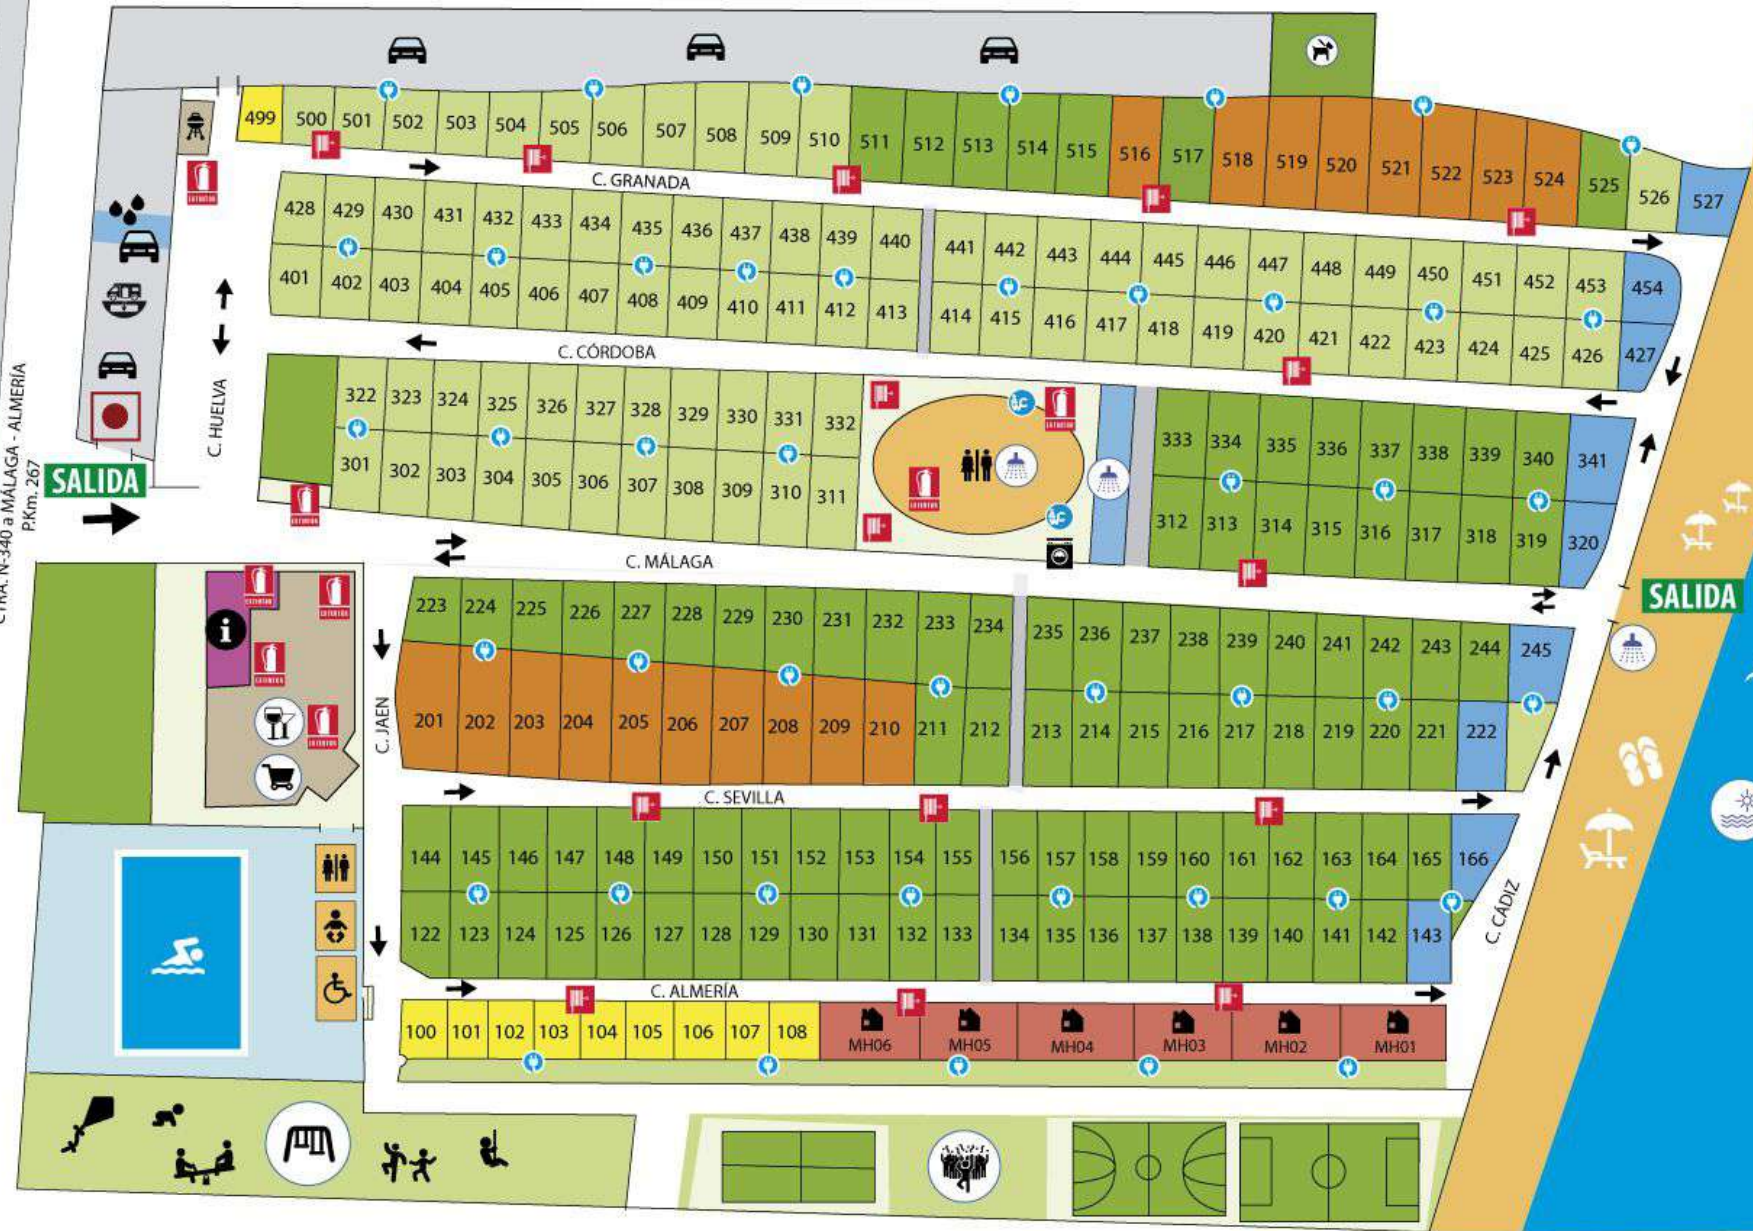 499 500 501 502 503 504 505 506 507 508 509 510 511 512 513 514 515 516 517 518 519 520 521 522 523 524 525 526 527
EXTINTOR
C. GRANADA
428 429 430 431 432 433 434 435 436 437 438 439 440 441 442 443 444 445 446 447 448 449 450 451 452 453 454
401 402 403 404 405 406 407 408 409 410 411 412 413 414 415 416 417 418 419 420 421 422 423 424 425 426 427
C. CÓRDOBA
C. HUELVA
322 323 324 325 326 327 328 329 330 331 332 333 334 335 336 337 338 339 340 341
EXTINTOR
301 302 303 304 305 306 307 308 309 310 311 312 313 314 315 316 317 318 319 320
EXTINTOR
EXTINTOR
N-340 a MÁLAGA - ALMERÍA
P.Km. 267
SALIDA
C. MÁLAGA
SALIDA
EXTINTOR
EXTINTOR
i
EXTINTOR
EXTINTOR
223 224 225 226 227 228 229 230 231 232 233 234 235 236 237 238 239 240 241 242 243 244 245
201 202 203 204 205 206 207 208 209 210 211 212 213 214 215 216 217 218 219 220 221 222
C. JAEN
C. SEVILLA
144 145 146 147 148 149 150 151 152 153 154 155 156 157 158 159 160 161 162 163 164 165 166
122 123 124 125 126 127 128 129 130 131 132 133 134 135 136 137 138 139 140 141 142 143
C. CÁDIZ
C. ALMERÍA
100 101 102 103 104 105 106 107 108 MH06 MH05 MH04 MH03 MH02 MH01